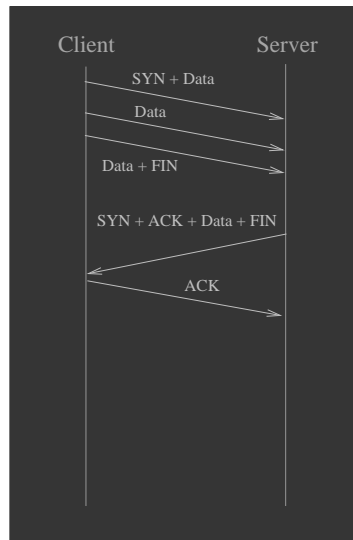 Client Server
SYN + Data
Data
Data + FIN
SYN + ACK + Data + FIN
ACK